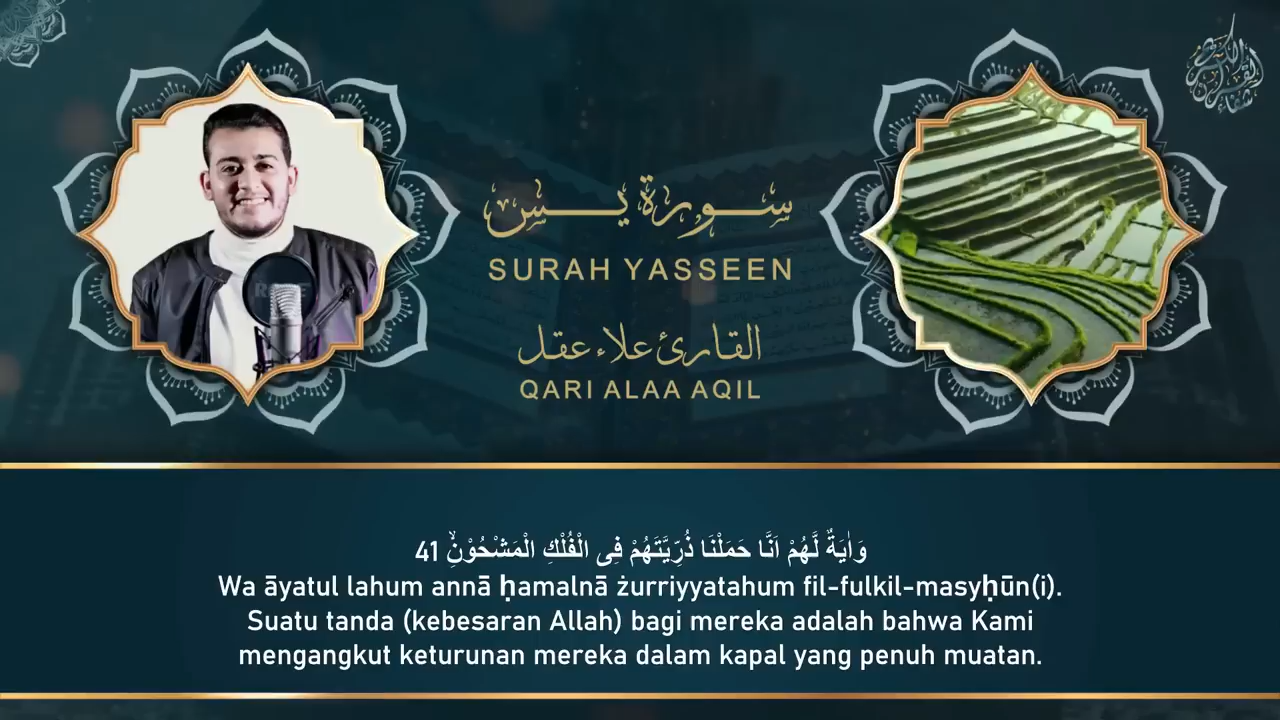 سورة يس
SURAH YASSEEN
القارئ علاء عقل
QARI ALAA AQIL
وَاٰيَةٌ لَّهُمْ اَنَّا حَمَلْنَا ذُرِّيَّتَهُمْ فِى الْفُلْكِ الْمَشْحُوْنِۙ 41
Wa āyatul lahum annā ḥamalnā żurriyyatahum fil-fulkil-masyḥūn(i).
Suatu tanda (kebesaran Allah) bagi mereka adalah bahwa Kami
mengangkut keturunan mereka dalam kapal yang penuh muatan.